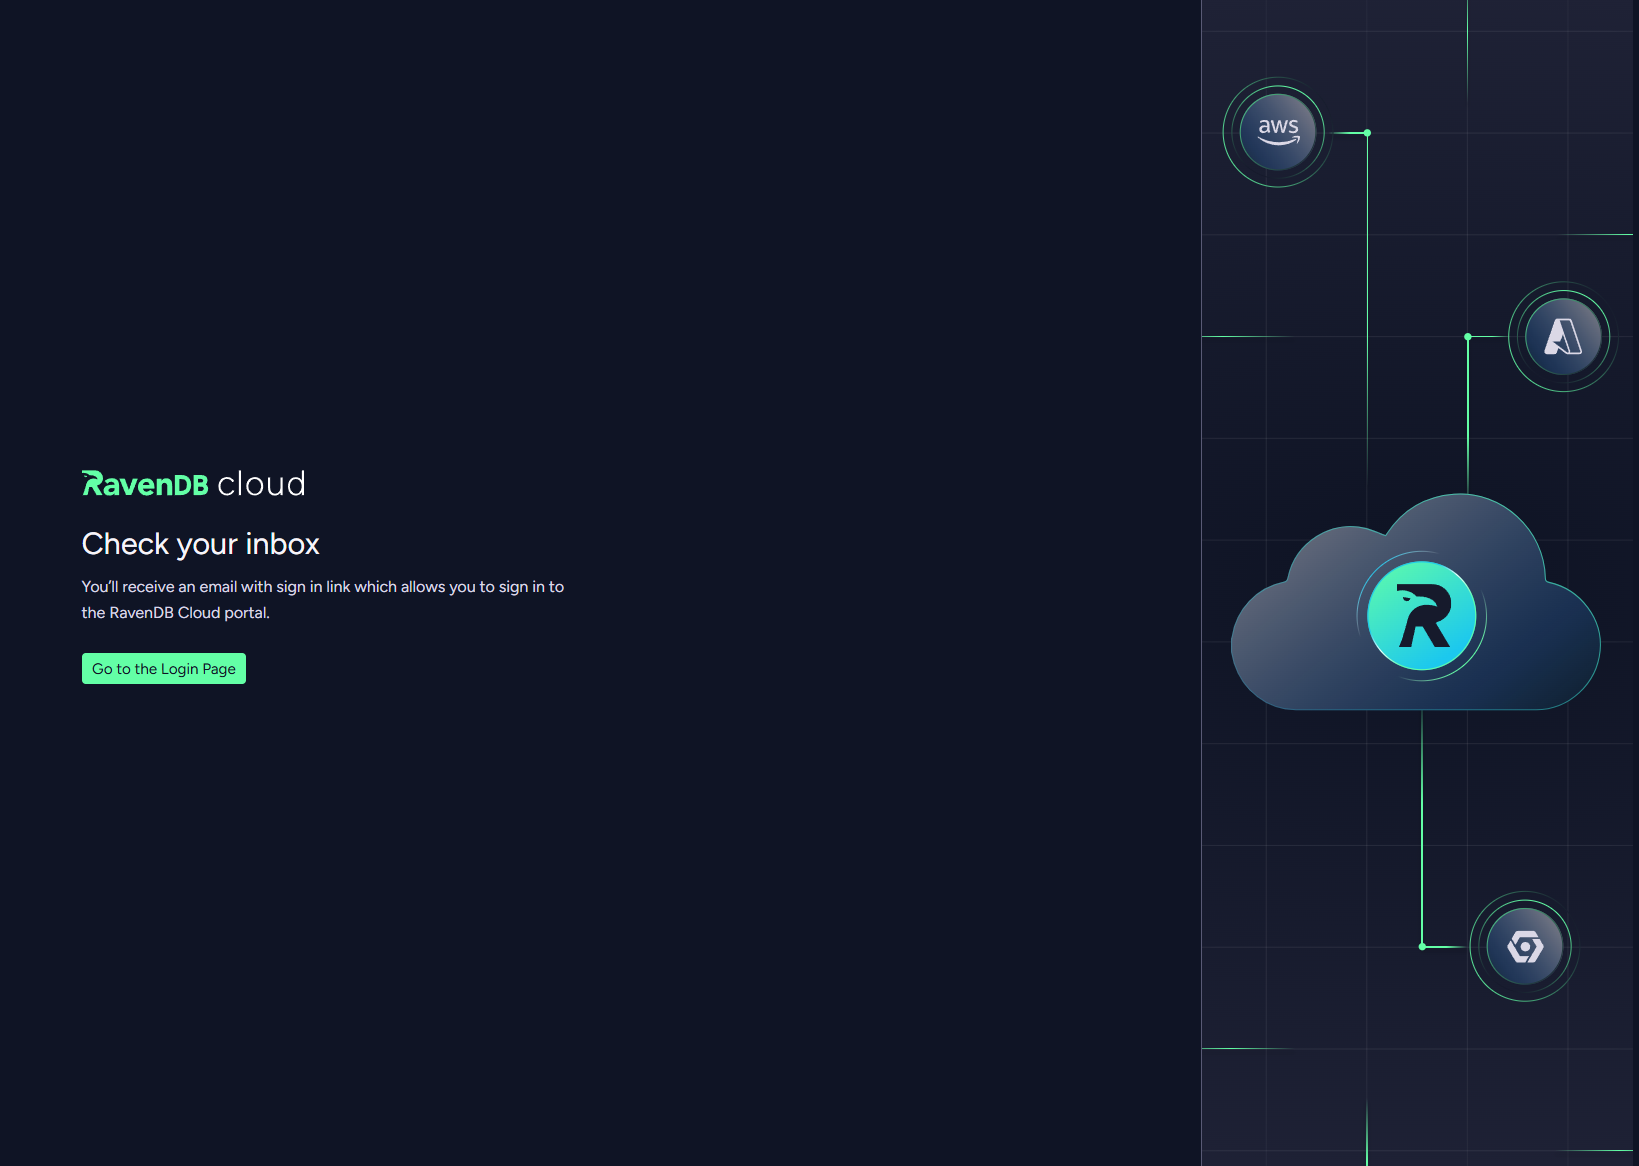 RavenDB cloud
Check your inbox
You’ll receive an email with sign in link which allows you to sign in to
the RavenDB Cloud portal.
Go to the Login Page
aws
R